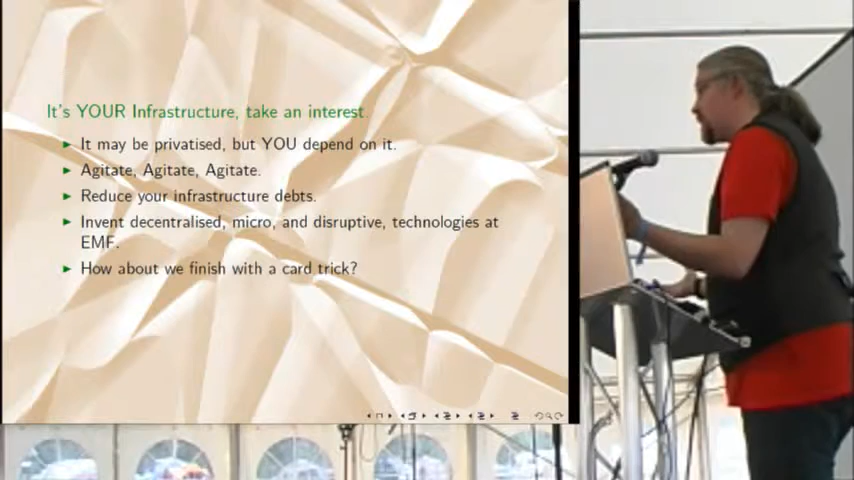 It's YOUR Infrastructure, take an interest.
It may be privatised, but YOU depend on it.
Agitate, Agitate, Agitate.
Reduce your infrastructure debts.
Invent decentralised, micro, and disruptive, technologies at
EMF.
How about we finish with a card trick?